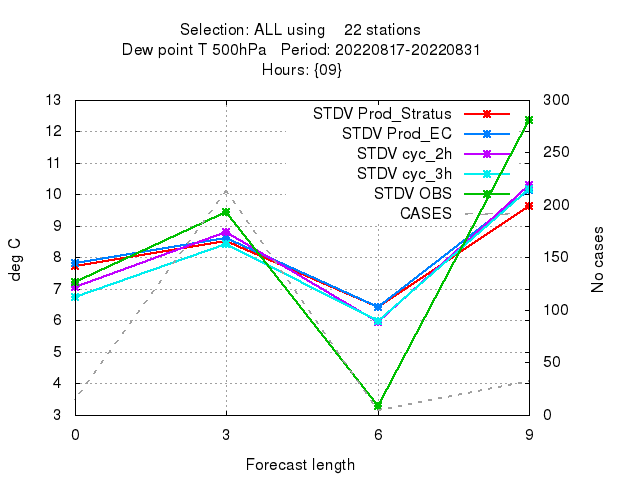 Selection: ALL using    22 stations
Dew point T 500hPa   Period: 20220817-20220831
Hours: {09}
STDV Prod_Stratus
STDV Prod_EC
STDV cyc_2h
STDV cyc_3h
STDV OBS
CASES
deg C
13
12
11
10
9
8
7
6
5
4
3
300
250
200
150
100
50
0
No cases
0 3 6 9
Forecast length